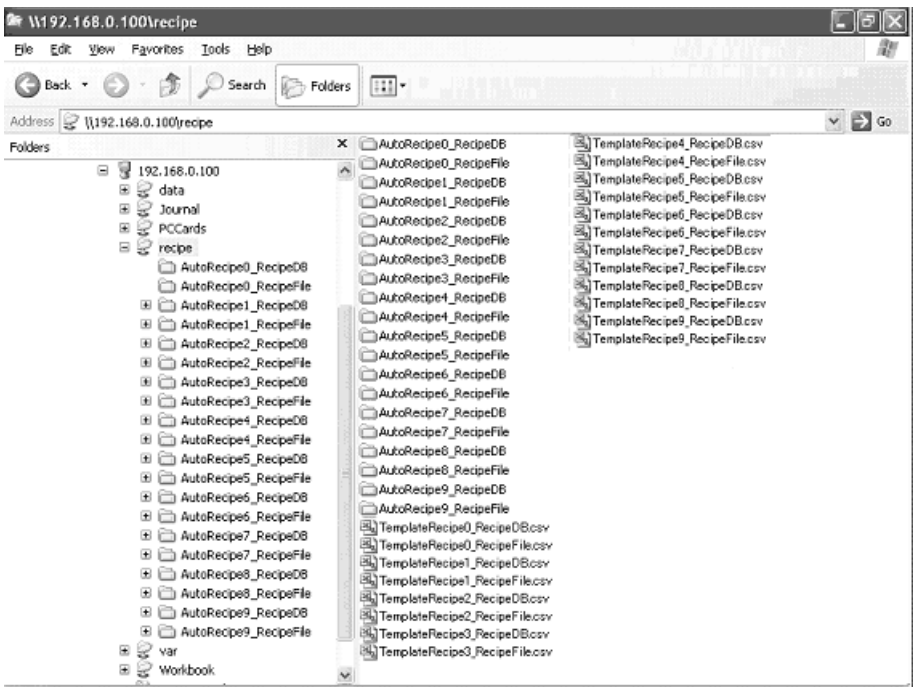 \\192.168.0.100\recipe
File Edit View Favorites Tools Help
Back Search Folders
Address \\192.168.0.100\recipe Go
Folders
192.168.0.100
data
Journal
PCCards
recipe
AutoRecipe0_RecipeDB
AutoRecipe0_RecipeFile
AutoRecipe1_RecipeDB
AutoRecipe1_RecipeFile
AutoRecipe2_RecipeDB
AutoRecipe2_RecipeFile
AutoRecipe3_RecipeDB
AutoRecipe3_RecipeFile
AutoRecipe4_RecipeDB
AutoRecipe4_RecipeFile
AutoRecipe5_RecipeDB
AutoRecipe5_RecipeFile
AutoRecipe6_RecipeDB
AutoRecipe6_RecipeFile
AutoRecipe7_RecipeDB
AutoRecipe7_RecipeFile
AutoRecipe8_RecipeDB
AutoRecipe8_RecipeFile
AutoRecipe9_RecipeDB
AutoRecipe9_RecipeFile
var
Workbook
AutoRecipe0_RecipeDB
AutoRecipe0_RecipeFile
AutoRecipe1_RecipeDB
AutoRecipe1_RecipeFile
AutoRecipe2_RecipeDB
AutoRecipe2_RecipeFile
AutoRecipe3_RecipeDB
AutoRecipe3_RecipeFile
AutoRecipe4_RecipeDB
AutoRecipe4_RecipeFile
AutoRecipe5_RecipeDB
AutoRecipe5_RecipeFile
AutoRecipe6_RecipeDB
AutoRecipe6_RecipeFile
AutoRecipe7_RecipeDB
AutoRecipe7_RecipeFile
AutoRecipe8_RecipeDB
AutoRecipe8_RecipeFile
AutoRecipe9_RecipeDB
AutoRecipe9_RecipeFile
TemplateRecipe0_RecipeDB.csv
TemplateRecipe0_RecipeFile.csv
TemplateRecipe1_RecipeDB.csv
TemplateRecipe1_RecipeFile.csv
TemplateRecipe2_RecipeDB.csv
TemplateRecipe2_RecipeFile.csv
TemplateRecipe3_RecipeDB.csv
TemplateRecipe3_RecipeFile.csv
TemplateRecipe4_RecipeDB.csv
TemplateRecipe4_RecipeFile.csv
TemplateRecipe5_RecipeDB.csv
TemplateRecipe5_RecipeFile.csv
TemplateRecipe6_RecipeDB.csv
TemplateRecipe6_RecipeFile.csv
TemplateRecipe7_RecipeDB.csv
TemplateRecipe7_RecipeFile.csv
TemplateRecipe8_RecipeDB.csv
TemplateRecipe8_RecipeFile.csv
TemplateRecipe9_RecipeDB.csv
TemplateRecipe9_RecipeFile.csv